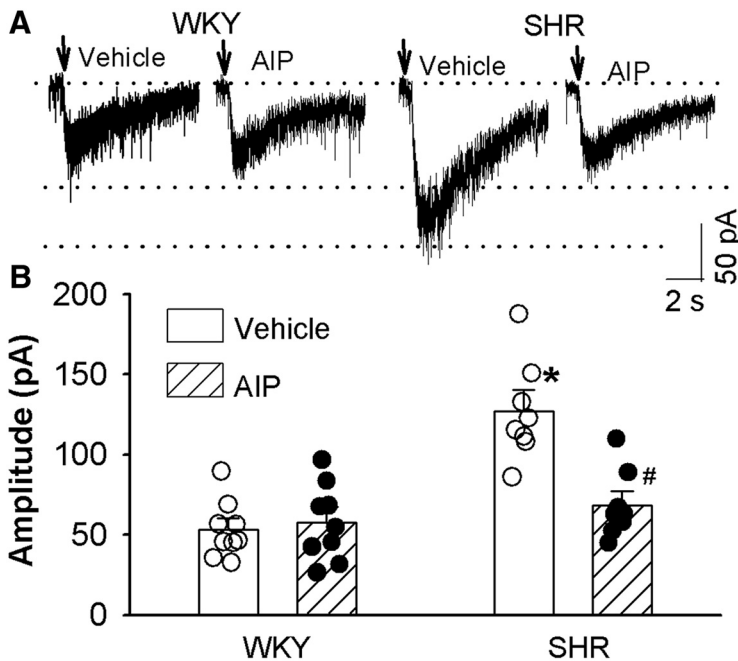 A
WKY
SHR
Vehicle
AIP
Vehicle
AIP
50 pA
2 s
B
Amplitude (pA)
200
150
100
50
0
Vehicle
AIP
*
#
WKY
SHR